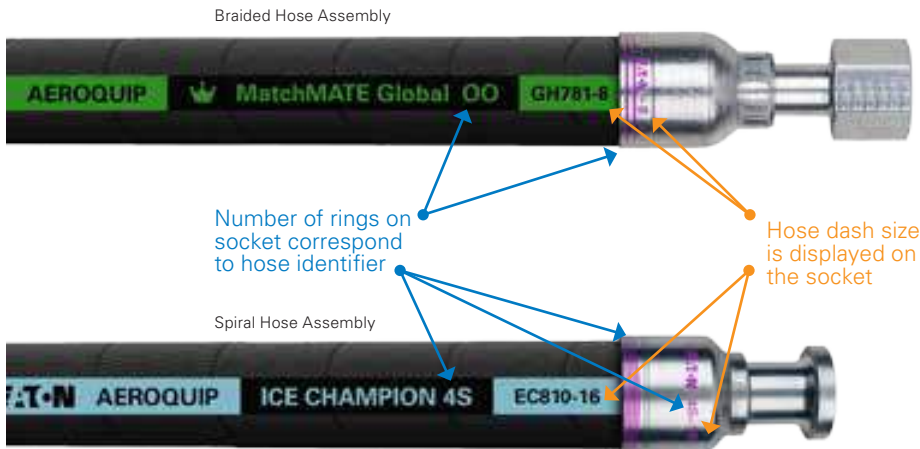 Braided Hose Assembly
AEROQUIP MatchMATE Global OO GH781-8
Number of rings on
socket correspond
to hose identifier
Hose dash size
is displayed on
the socket
Spiral Hose Assembly
EATON AEROQUIP ICE CHAMPION 4S EC810-16